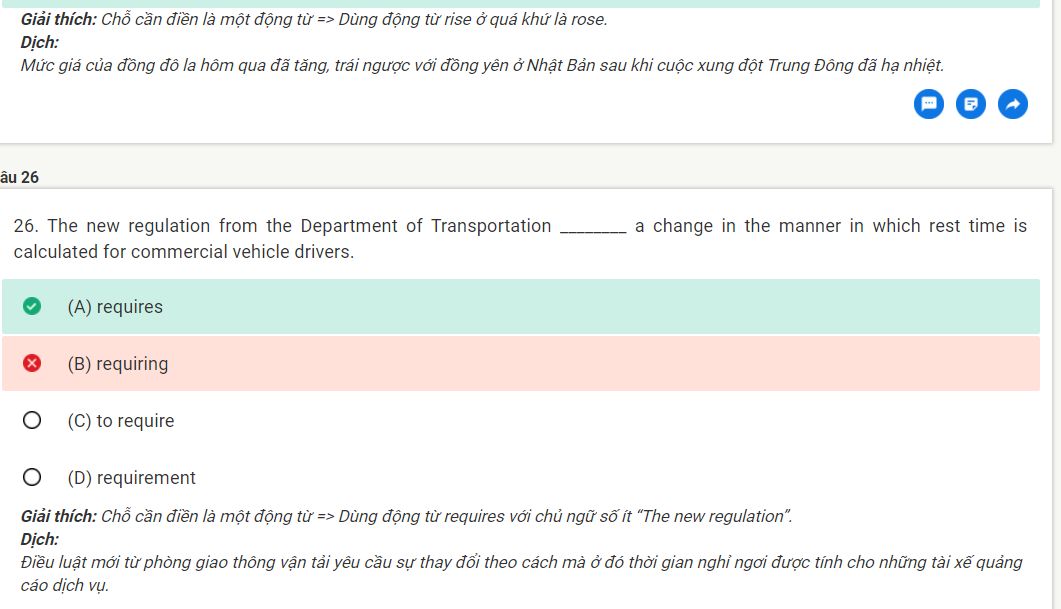 Giải thích: Chỗ cần điền là một động từ => Dùng động từ rise ở quá khứ là rose.
Dịch:
Mức giá của đồng đô la hôm qua đã tăng, trái ngược với đồng yên ở Nhật Bản sau khi cuộc xung đột Trung Đông đã hạ nhiệt.
âu 26
26. The new regulation from the Department of Transportation ________ a change in the manner in which rest time is
calculated for commercial vehicle drivers.
(A) requires
(B) requiring
(C) to require
(D) requirement
Giải thích: Chỗ cần điền là một động từ => Dùng động từ requires với chủ ngữ số ít “The new regulation”.
Dịch:
Điều luật mới từ phòng giao thông vận tải yêu cầu sự thay đổi theo cách mà ở đó thời gian nghỉ ngơi được tính cho những tài xế quảng
cáo dịch vụ.